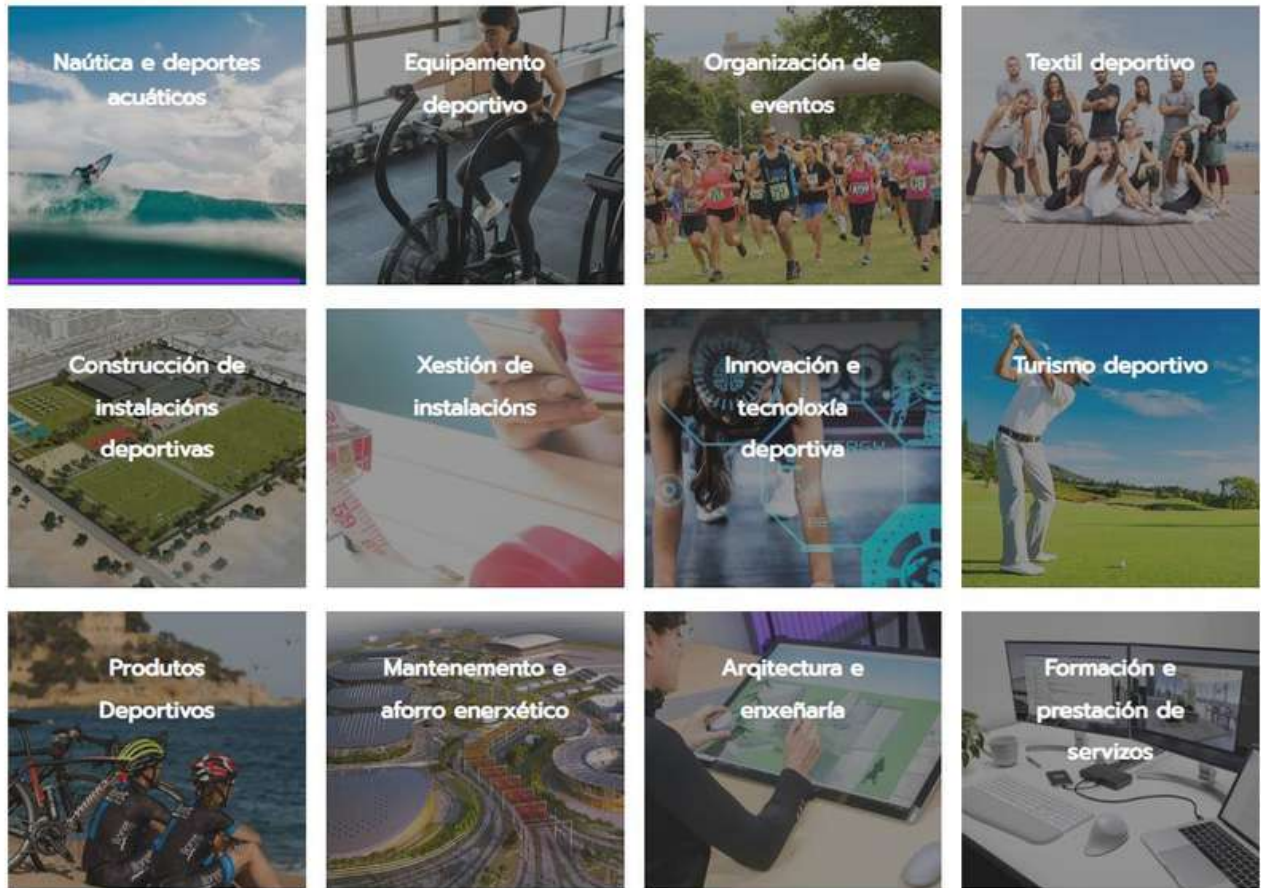 Naútica e deportes
acuáticos
Equipamento
deportivo
Organización de
eventos
Textil deportivo
Construcción de
instalacións
deportivas
Xestión de
instalacións
Innovación e
tecnoloxía
deportiva
Turismo deportivo
Produtos
Deportivos
Mantenemento e
aforro enerxético
Arqitectura e
enxeñaría
Formación e
prestación de
servizos